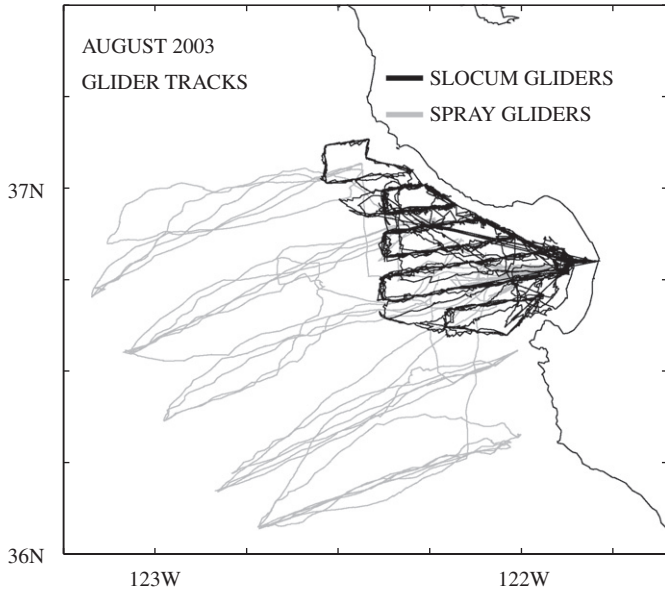 AUGUST 2003
GLIDER TRACKS
SLOCUM GLIDERS
SPRAY GLIDERS
37N
36N
123W
122W